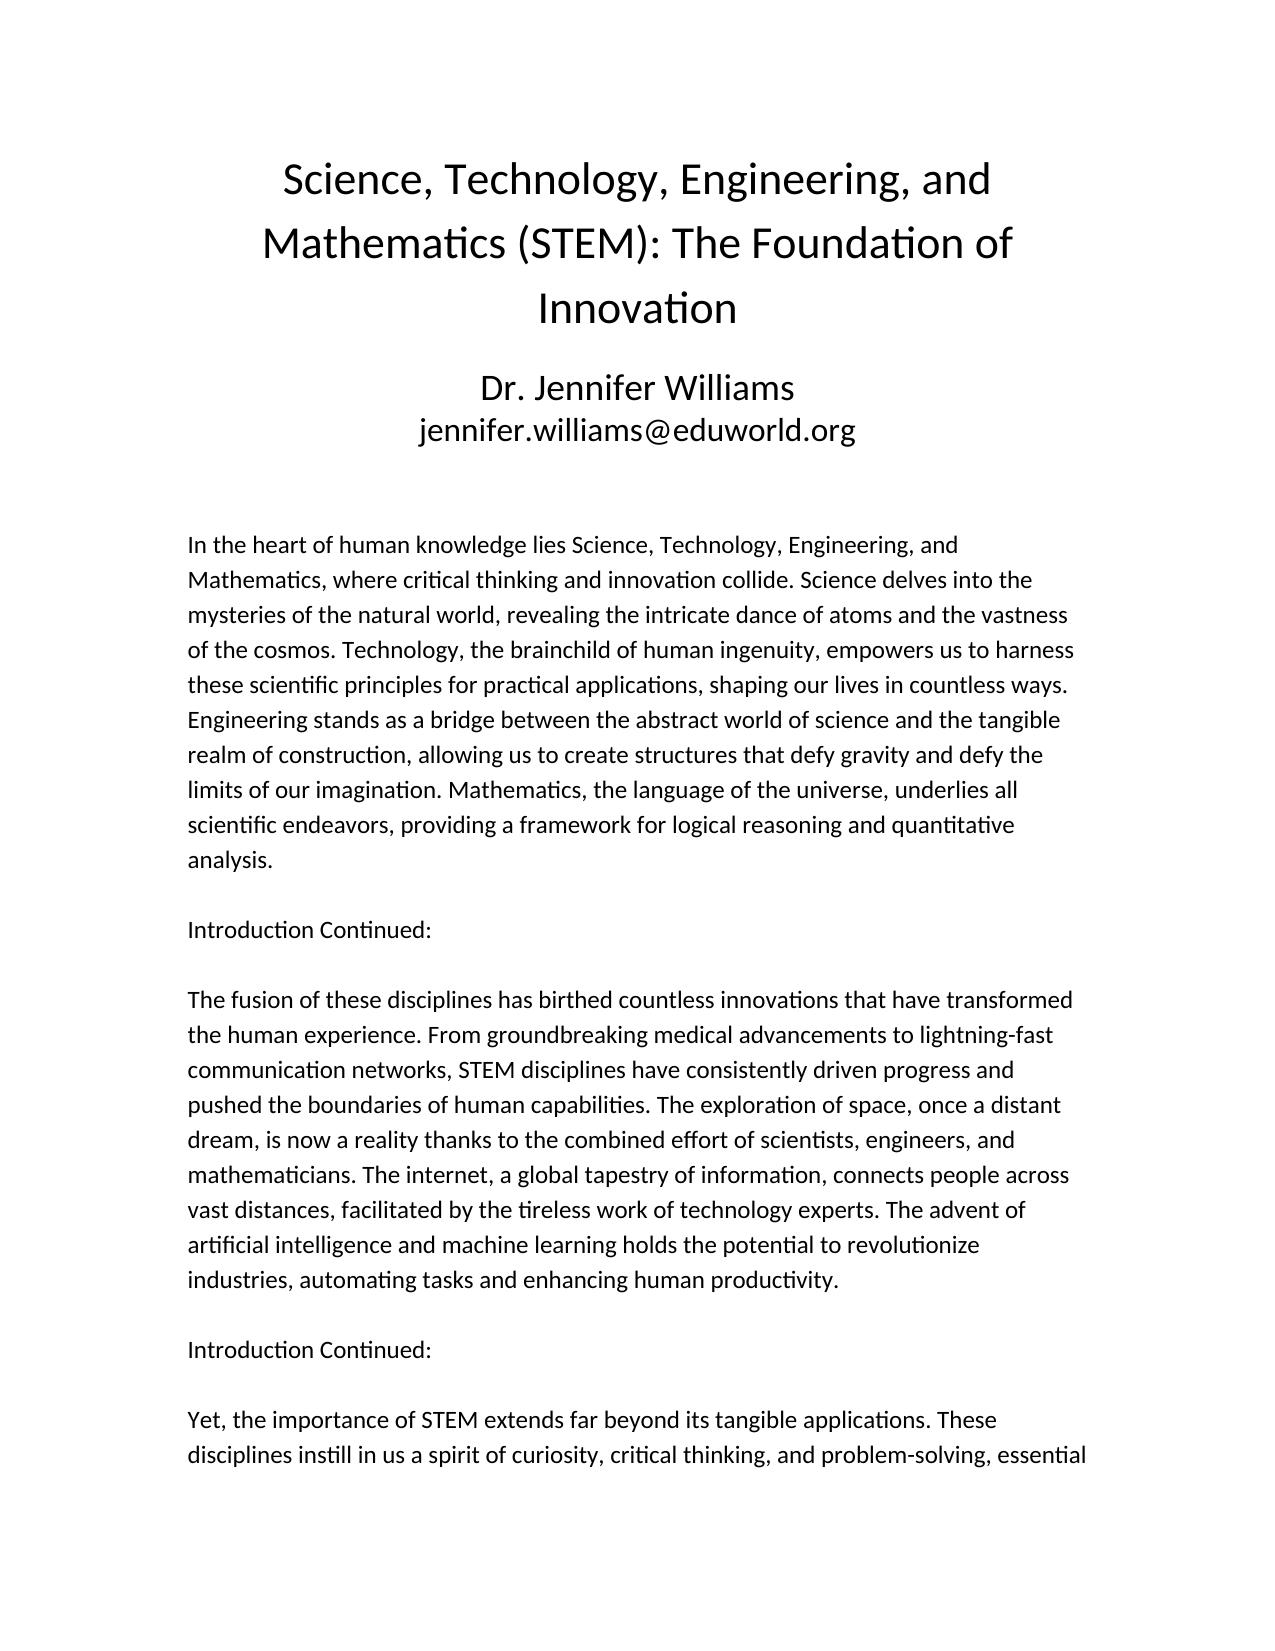 Science, Technology, Engineering, and
Mathematics (STEM): The Foundation of
Innovation
Dr. Jennifer Williams
jennifer.williams@eduworld.org
In the heart of human knowledge lies Science, Technology, Engineering, and
Mathematics, where critical thinking and innovation collide. Science delves into the
mysteries of the natural world, revealing the intricate dance of atoms and the vastness
of the cosmos. Technology, the brainchild of human ingenuity, empowers us to harness
these scientific principles for practical applications, shaping our lives in countless ways.
Engineering stands as a bridge between the abstract world of science and the tangible
realm of construction, allowing us to create structures that defy gravity and defy the
limits of our imagination. Mathematics, the language of the universe, underlies all
scientific endeavors, providing a framework for logical reasoning and quantitative
analysis.
Introduction Continued:
The fusion of these disciplines has birthed countless innovations that have transformed
the human experience. From groundbreaking medical advancements to lightning-fast
communication networks, STEM disciplines have consistently driven progress and
pushed the boundaries of human capabilities. The exploration of space, once a distant
dream, is now a reality thanks to the combined effort of scientists, engineers, and
mathematicians. The internet, a global tapestry of information, connects people across
vast distances, facilitated by the tireless work of technology experts. The advent of
artificial intelligence and machine learning holds the potential to revolutionize
industries, automating tasks and enhancing human productivity.
Introduction Continued:
Yet, the importance of STEM extends far beyond its tangible applications. These
disciplines instill in us a spirit of curiosity, critical thinking, and problem-solving, essential